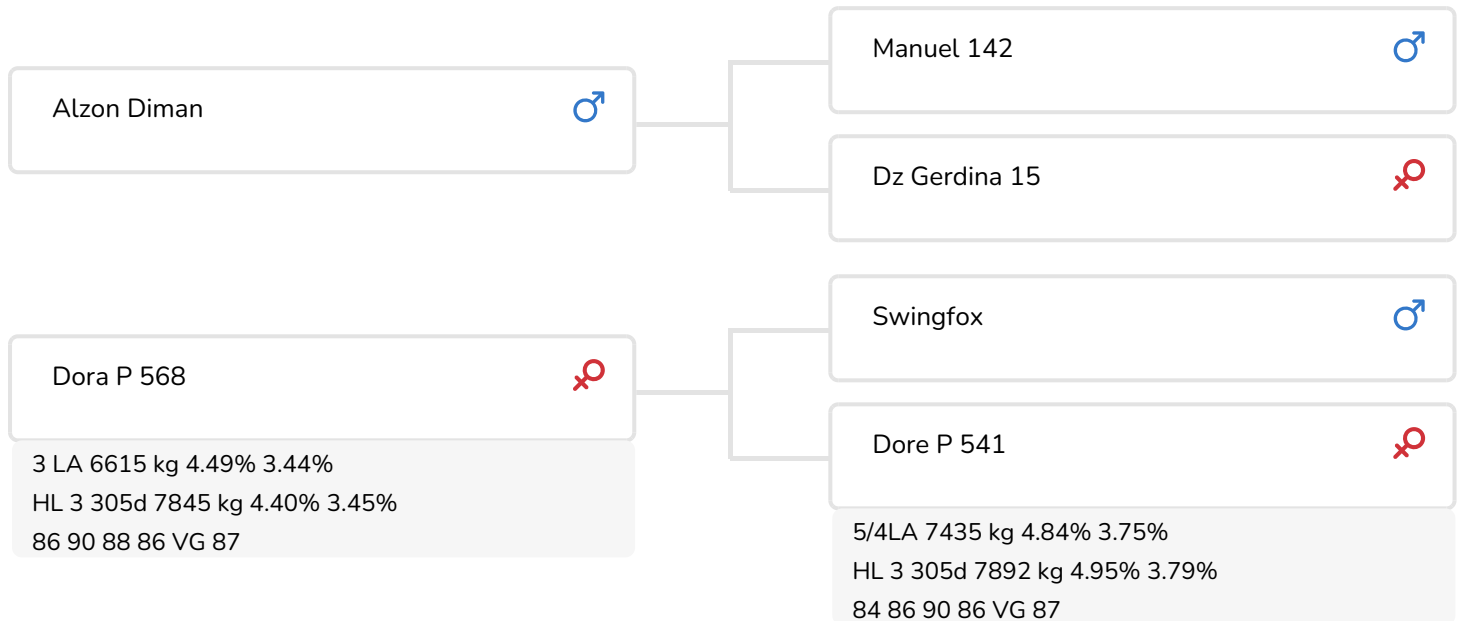 Alzon Diman
Manuel 142
Dz Gerdina 15
Dora P 568
3 LA 6615 kg 4.49% 3.44%
HL 3 305d 7845 kg 4.40% 3.45%
86 90 88 86 VG 87
Swingfox
Dore P 541
5/4LA 7435 kg 4.84% 3.75%
HL 3 305d 7892 kg 4.95% 3.79%
84 86 90 86 VG 87